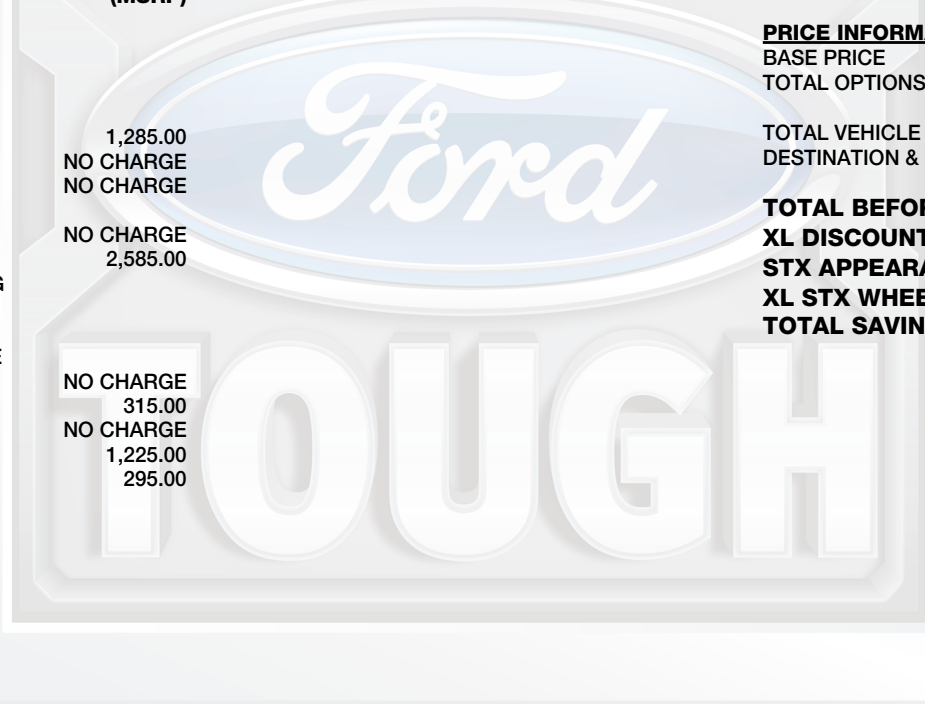 (MSRP)
1,285.00
NO CHARGE
NO CHARGE
NO CHARGE
2,585.00
NO CHARGE
315.00
NO CHARGE
1,225.00
295.00
PRICE INFORMA
BASE PRICE
TOTAL OPTIONS
TOTAL VEHICLE
DESTINATION &
TOTAL BEFOR
XL DISCOUNT
STX APPEARA
XL STX WHEE
TOTAL SAVIN
Ford
TOUGH